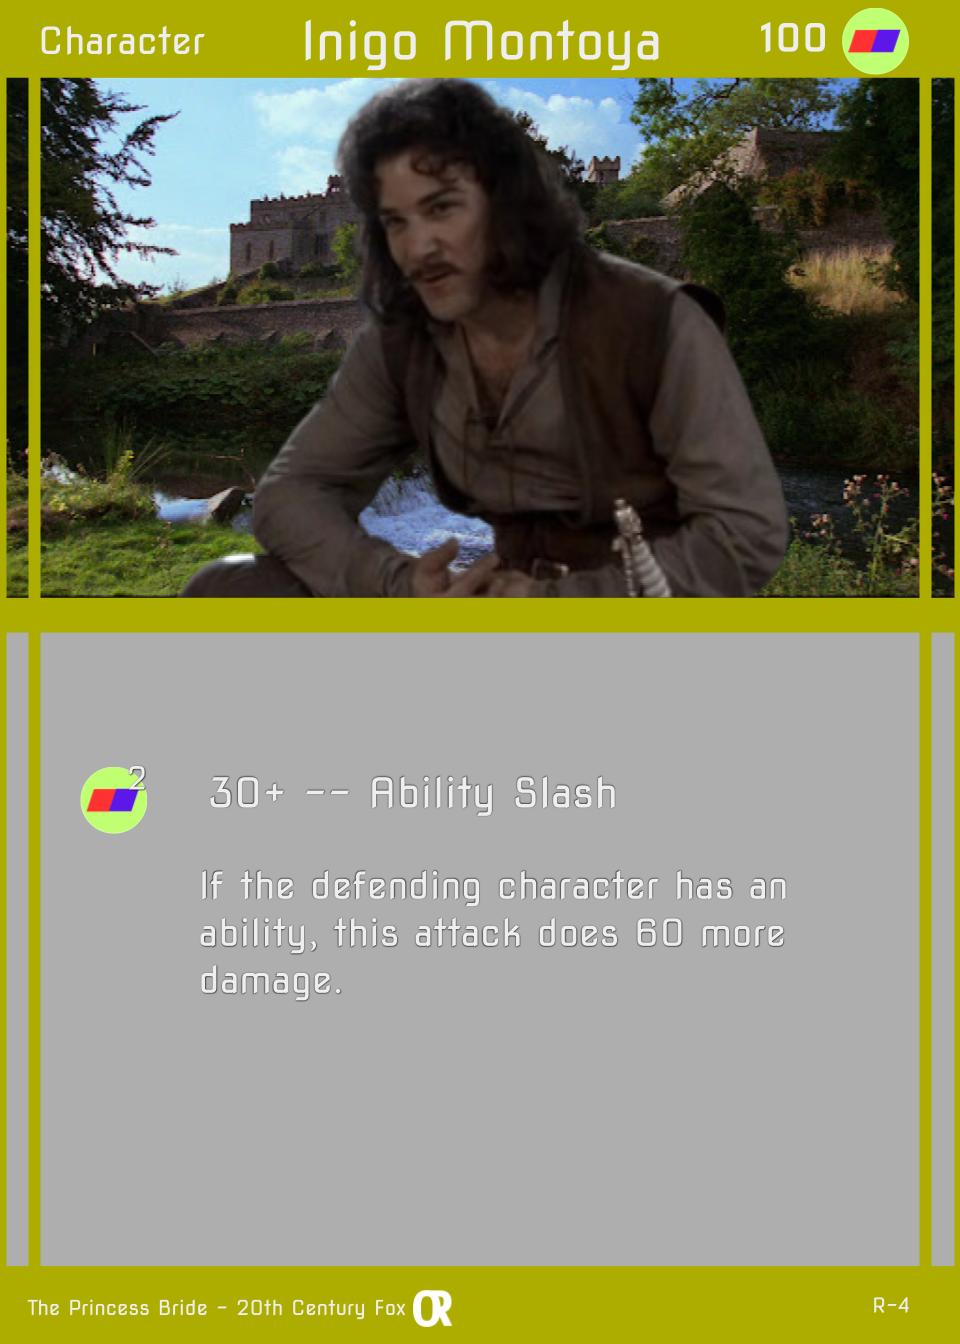 Character
Inigo Montoya
100
2
30+ -- Ability Slash
If the defending character has an
ability, this attack does 60 more
damage.
The Princess Bride - 20th Century Fox OR
R-4